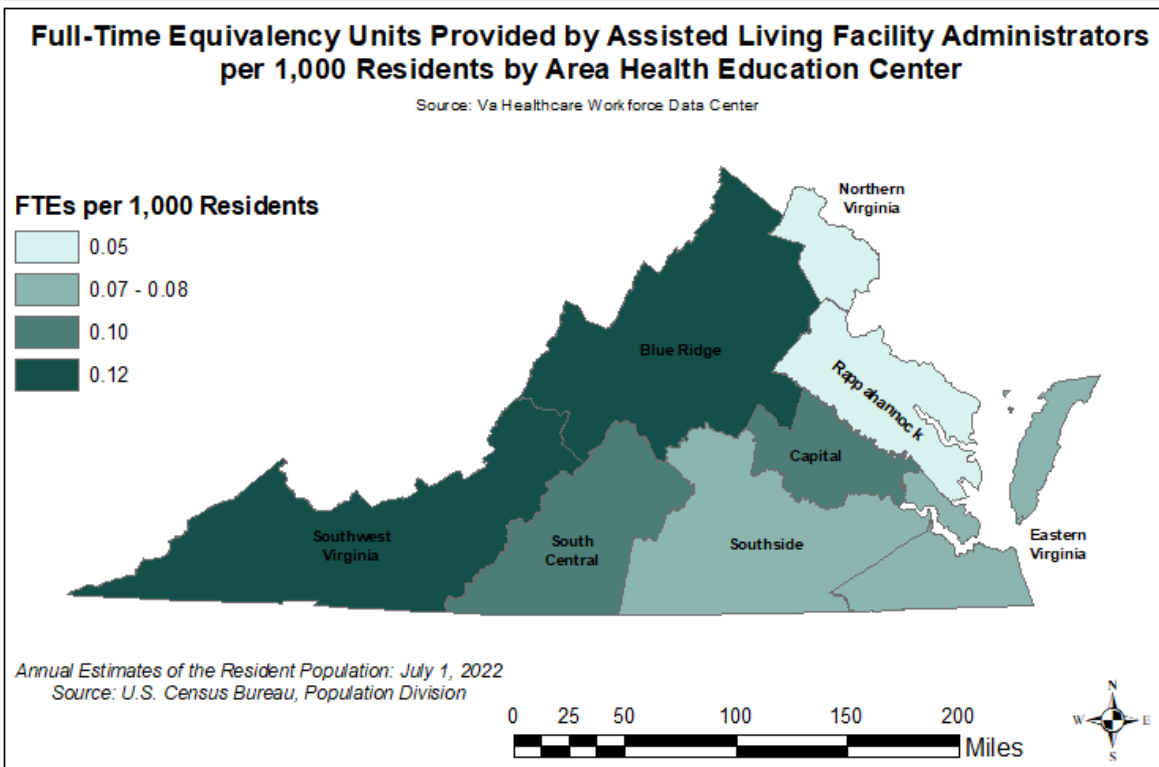 Full-Time Equivalency Units Provided by Assisted Living Facility Administrators
per 1,000 Residents by Area Health Education Center
Source: Va Healthcare Workforce Data Center
FTEs per 1,000 Residents
0.05
0.07 - 0.08
0.10
0.12
Northern
Virginia
Blue Ridge
Rappahannock
Capital
Southwest
Virginia
South
Central
Southside
Eastern
Virginia
Annual Estimates of the Resident Population: July 1, 2022
Source: U.S. Census Bureau, Population Division
0 25 50 100 150 200
Miles
N
W E
S